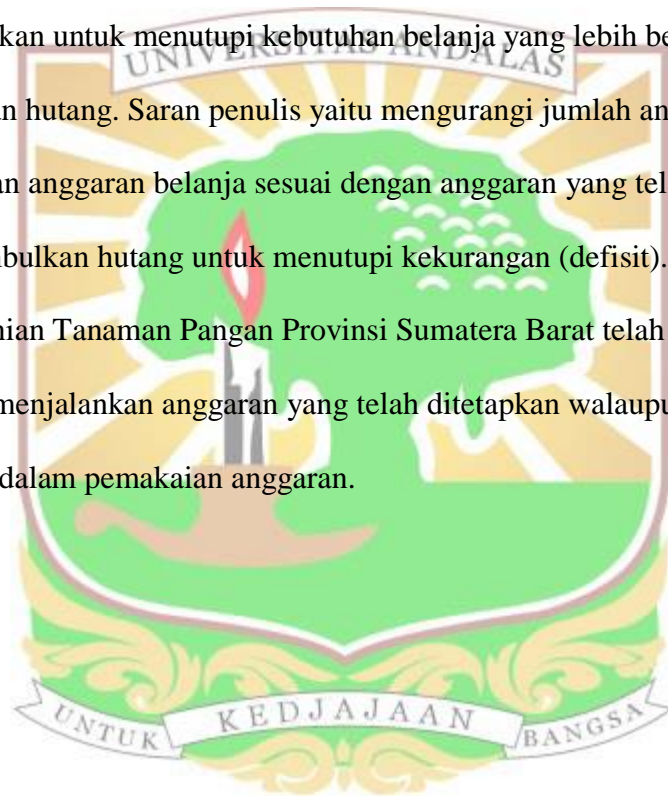 kan untuk menutupi kebutuhan belanja yang lebih be
UNIVERSITAS ANDALAS
n hutang. Saran penulis yaitu mengurangi jumlah an
an anggaran belanja sesuai dengan anggaran yang tel
bulkan hutang untuk menutupi kekurangan (defisit).
nian Tanaman Pangan Provinsi Sumatera Barat telah
menjalankan anggaran yang telah ditetapkan walaupu
dalam pemakaian anggaran.
UNTUK KEDJAJAAN BANGSA